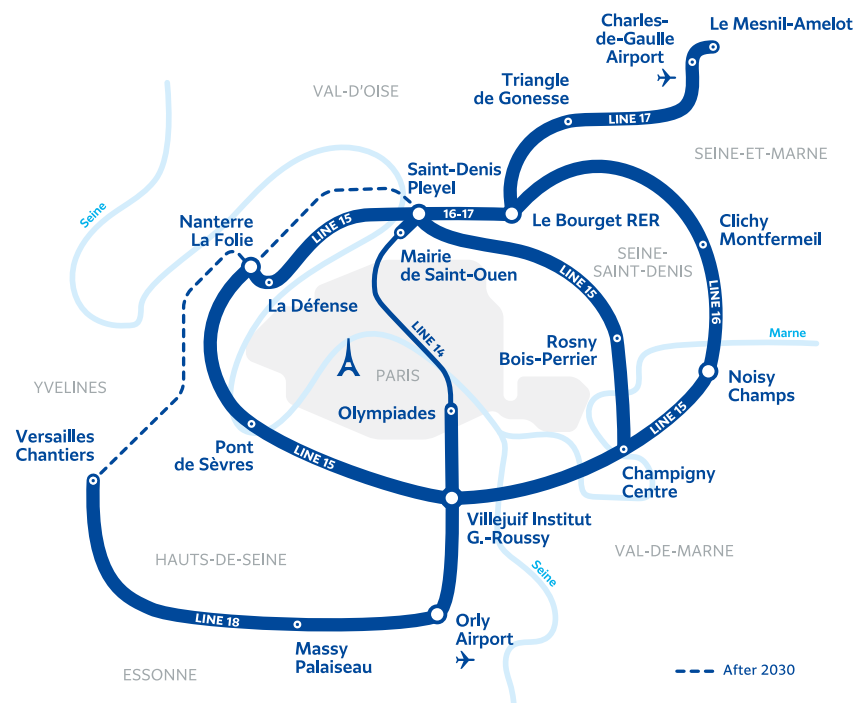 Charles-
de-Gaulle
Airport
Le Mesnil-Amelot
Triangle
de Gonesse
LINE 17
VAL-D'OISE
SEINE-ET-MARNE
Saint-Denis
Pleyel
16-17
Le Bourget RER
Seine
Nanterre
La Folie
LINE 15
Clichy
Montfermeil
Mairie
de Saint-Ouen
SEINE-
SAINT-DENIS
La Défense
LINE 15
LINE 16
LINE 14
Rosny
Bois-Perrier
Marne
PARIS
YVELINES
Noisy
Champs
Olympiades
LINE 15
Versailles
Chantiers
Pont
de Sèvres
LINE 15
Champigny
Centre
Villejuif Institut
G.-Roussy
HAUTS-DE-SEINE
VAL-DE-MARNE
Seine
LINE 18
Orly
Airport
Massy
Palaiseau
ESSONNE
After 2030